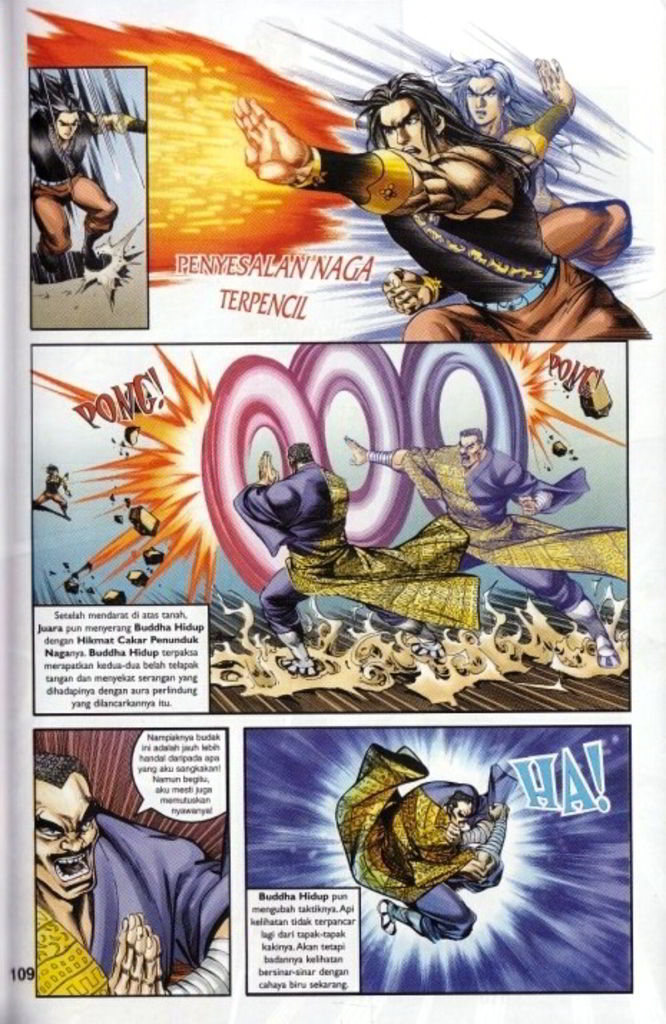 PENYESALAN NAGA
TERPENCIL
PONG!
PONG!
Setelah mendarat di atas tanah,
Juara pun menyerang Buddha Hidup
dengan Hikmat Cakar Penunduk
Naganya. Buddha Hidup terpaksa
merapatkan kedua-dua belah telapak
tangan dan menyekat serangan yang
dihadapinya dengan aura perlindung
yang dilancarkannya itu.
Nampaknya budak
ini adalah jauh lebih
handal daripada apa
yang aku sangkakan!
Namun begitu,
aku mesti juga
memutuskan
nyawanya!
HA!
Buddha Hidup pun
mengubah taktiknya. Api
kelihatan tidak terpancar
lagi dari tapak-tapak
kakinya. Akan tetapi
badannya kelihatan
bersinar-sinar dengan
cahaya biru sekarang.
109